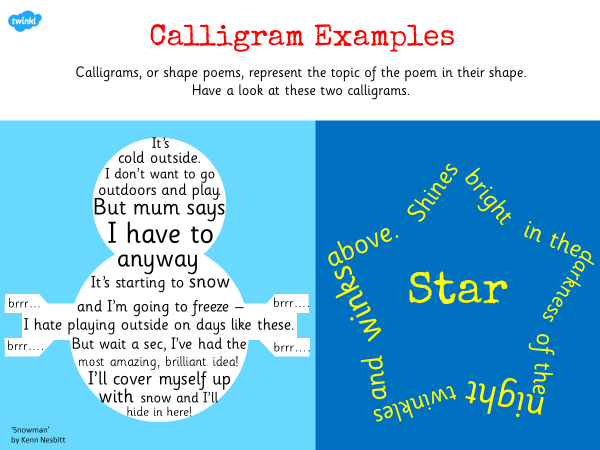 twinkl
Calligram Examples
Calligrams, or shape poems, represent the topic of the poem in their shape.
Have a look at these two calligrams.
It's
cold outside.
I don't want to go
outdoors and play.
But mum says
I have to
anyway
It's starting to snow
brrr...
brrr....
and I'm going to freeze –
I hate playing outside on days like these.
brrr....
brrr....
But wait a sec, I've had the
most amazing, brilliant idea!
I'll cover myself up
with snow and I'll
hide in here!
'Snowman'
by Kenn Nesbitt
Star
Shines
bright
in the
darkness of the
night
twinkles
and winks
above.